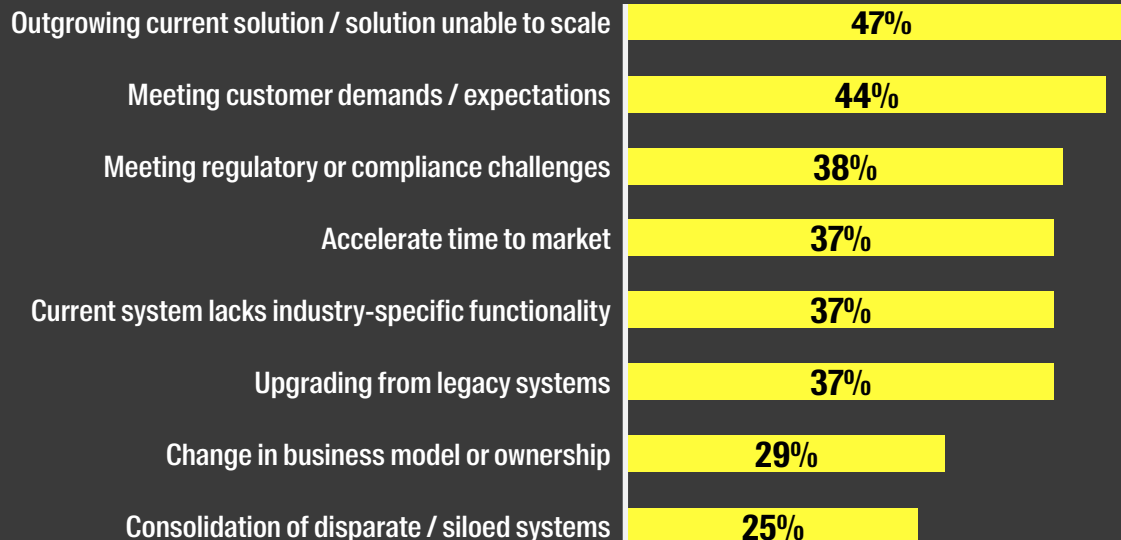 Outgrowing current solution / solution unable to scale 47%
Meeting customer demands / expectations 44%
Meeting regulatory or compliance challenges 38%
Accelerate time to market 37%
Current system lacks industry-specific functionality 37%
Upgrading from legacy systems 37%
Change in business model or ownership 29%
Consolidation of disparate / siloed systems 25%